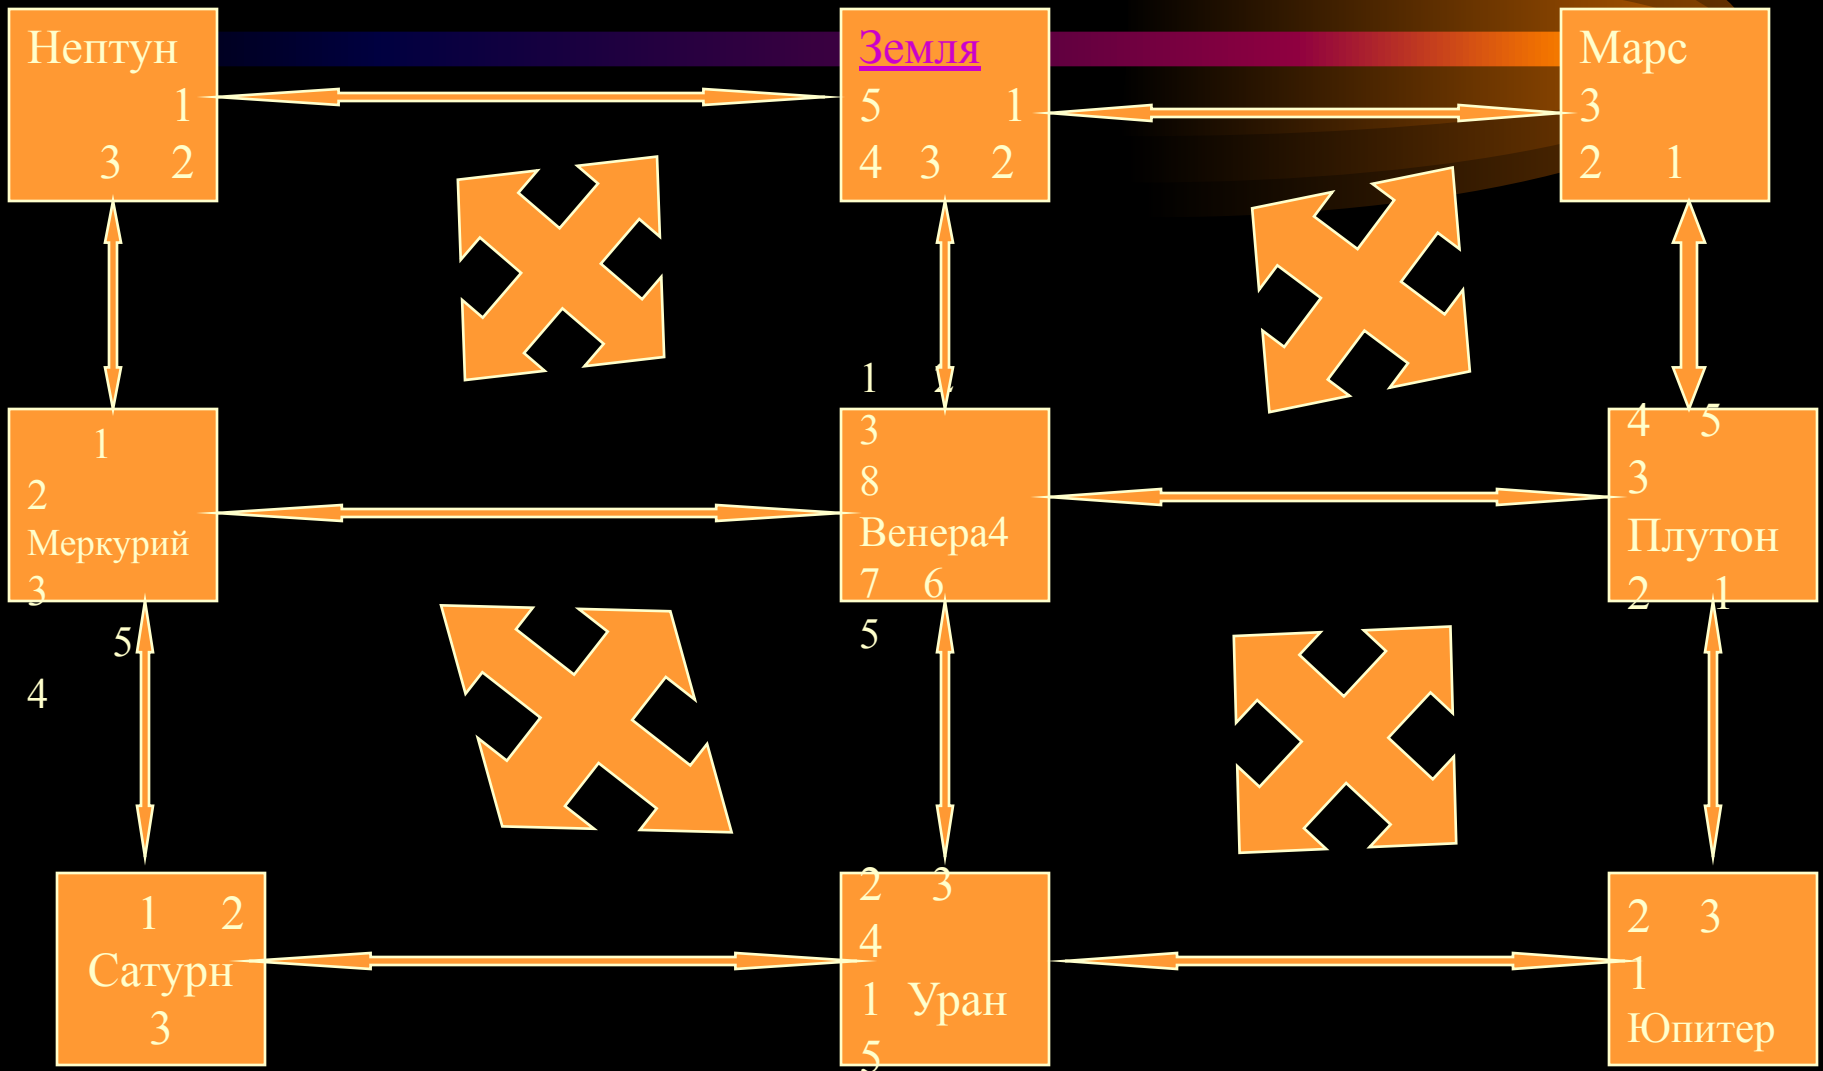 Нептун
1
3 2
Земля
5 1
4 3 2
Марс
3
2 1
1
2
Меркурий
3
5
4
1 2
3
8
Венера4
7 6
5
4 5
3
Плутон
2 1
1 2
Сатурн
3
2 3
4
1 Уран
5
2 3
1
Юпитер